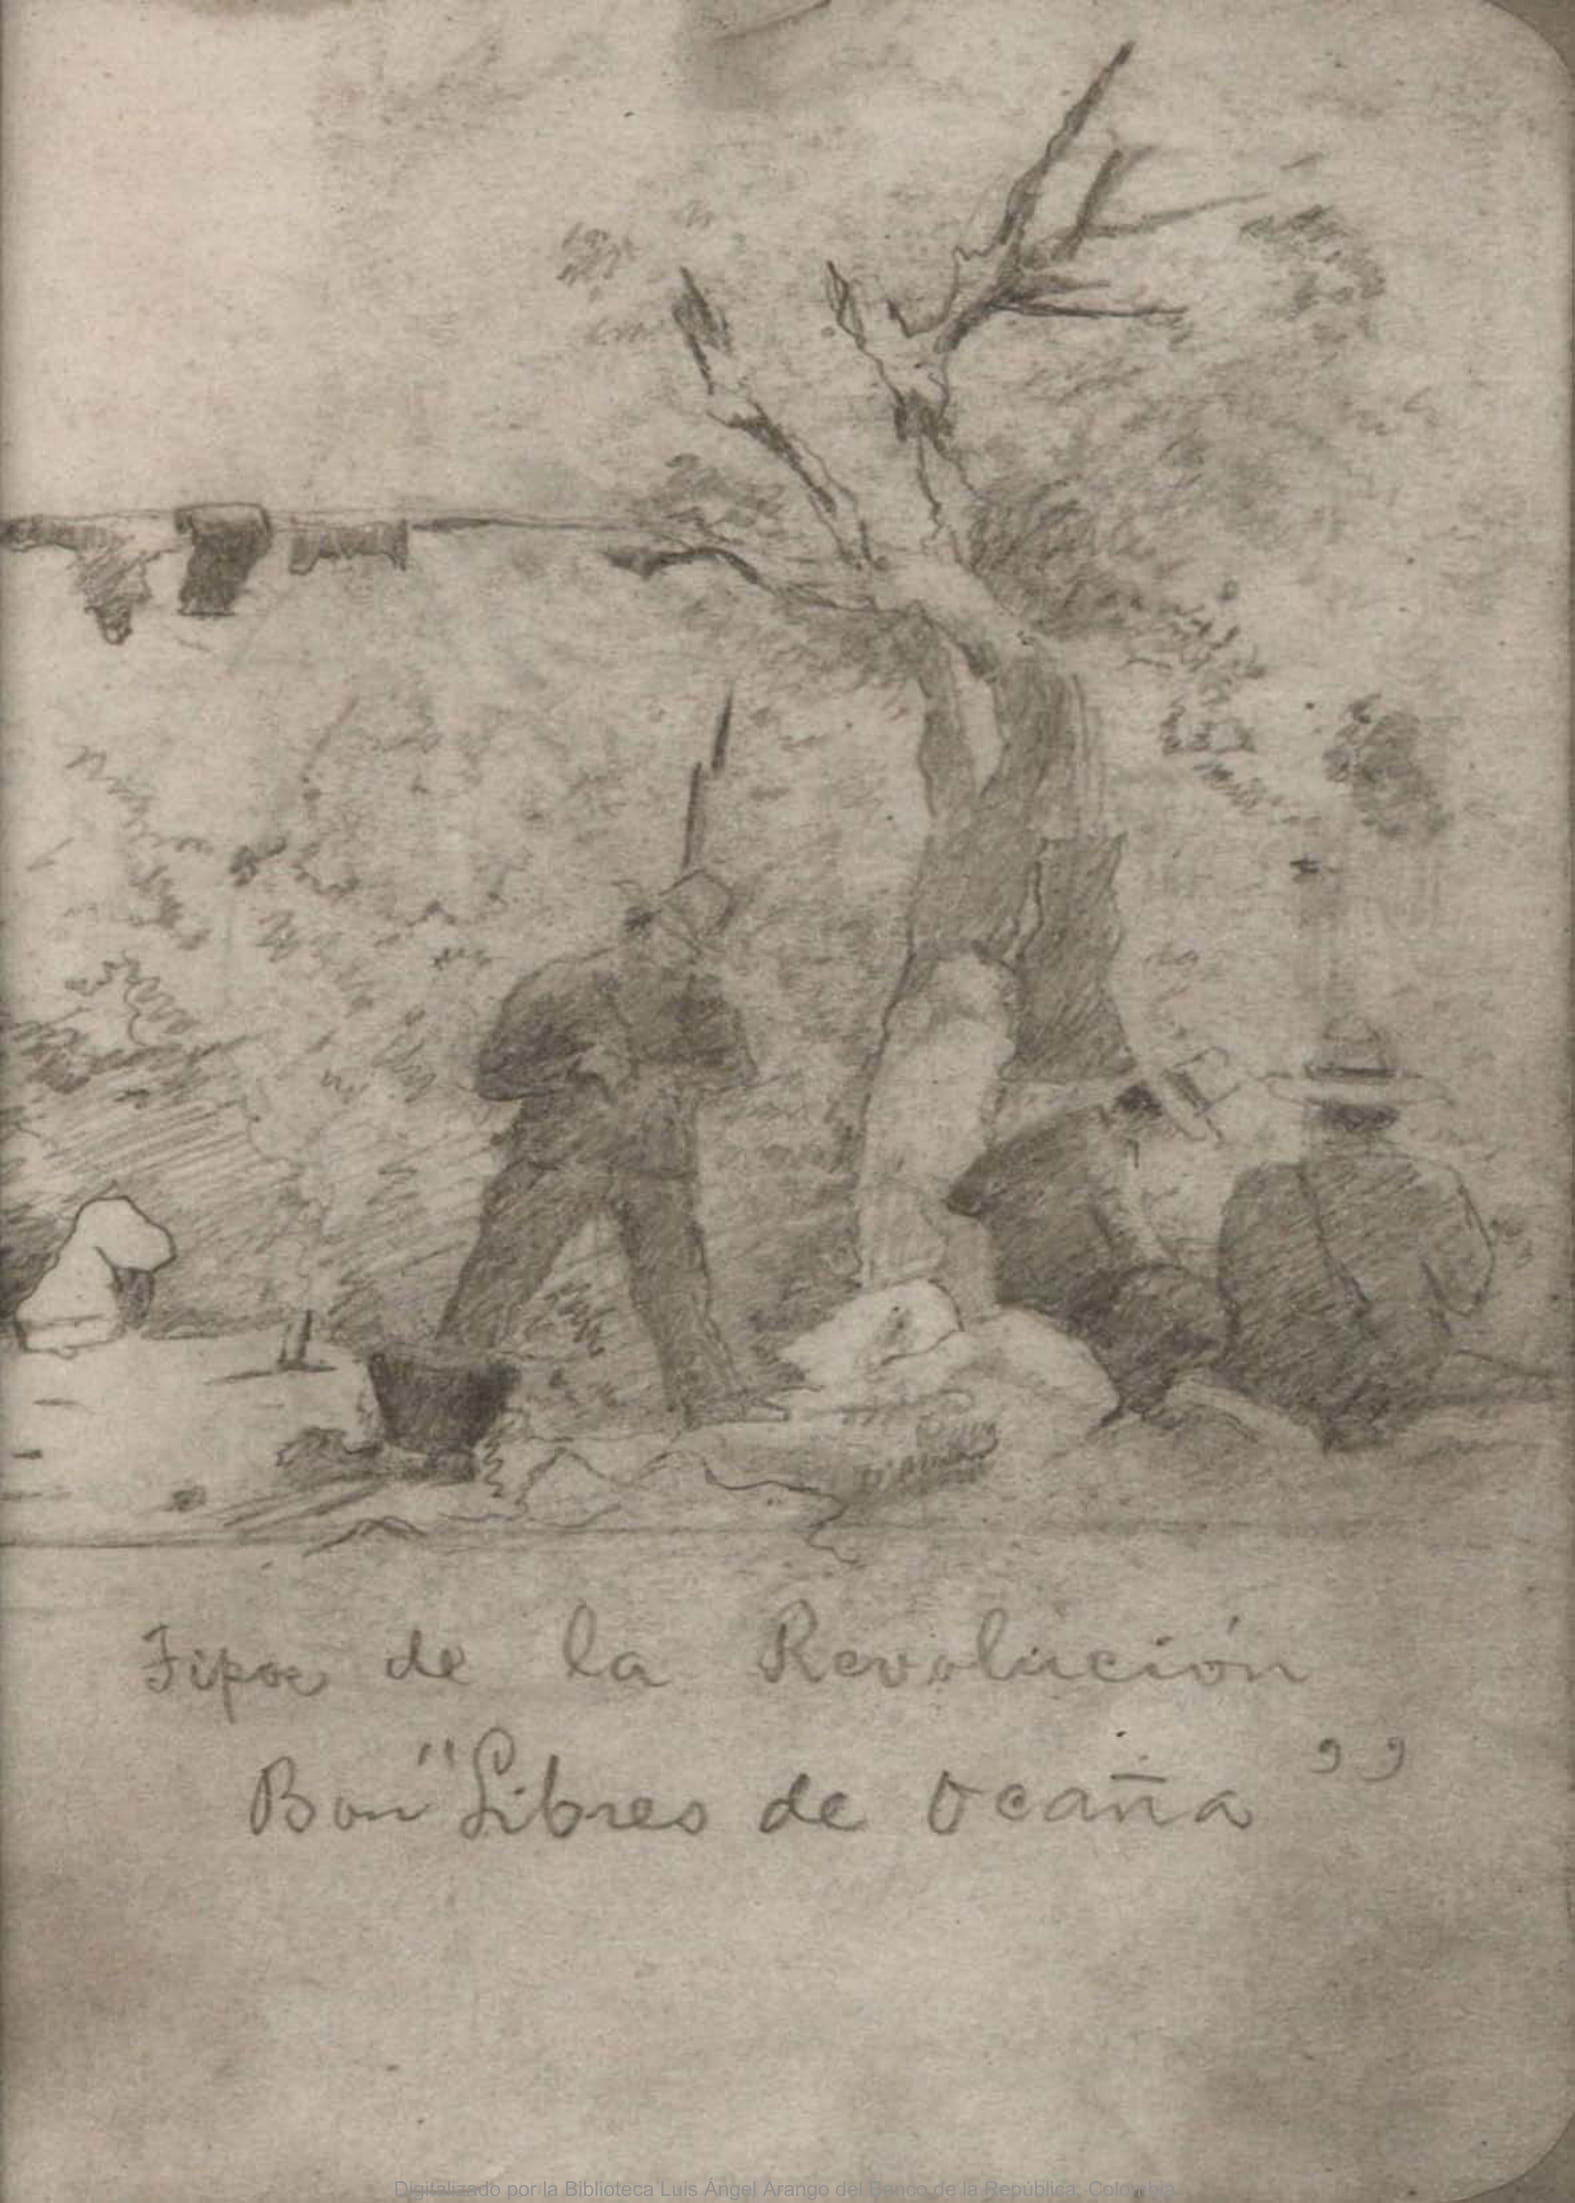 Tipos de la Revolución
Bon "Libres de Ocaña"
Digitalizado por la Biblioteca Luis Ángel Arango del Banco de la República, Colombia